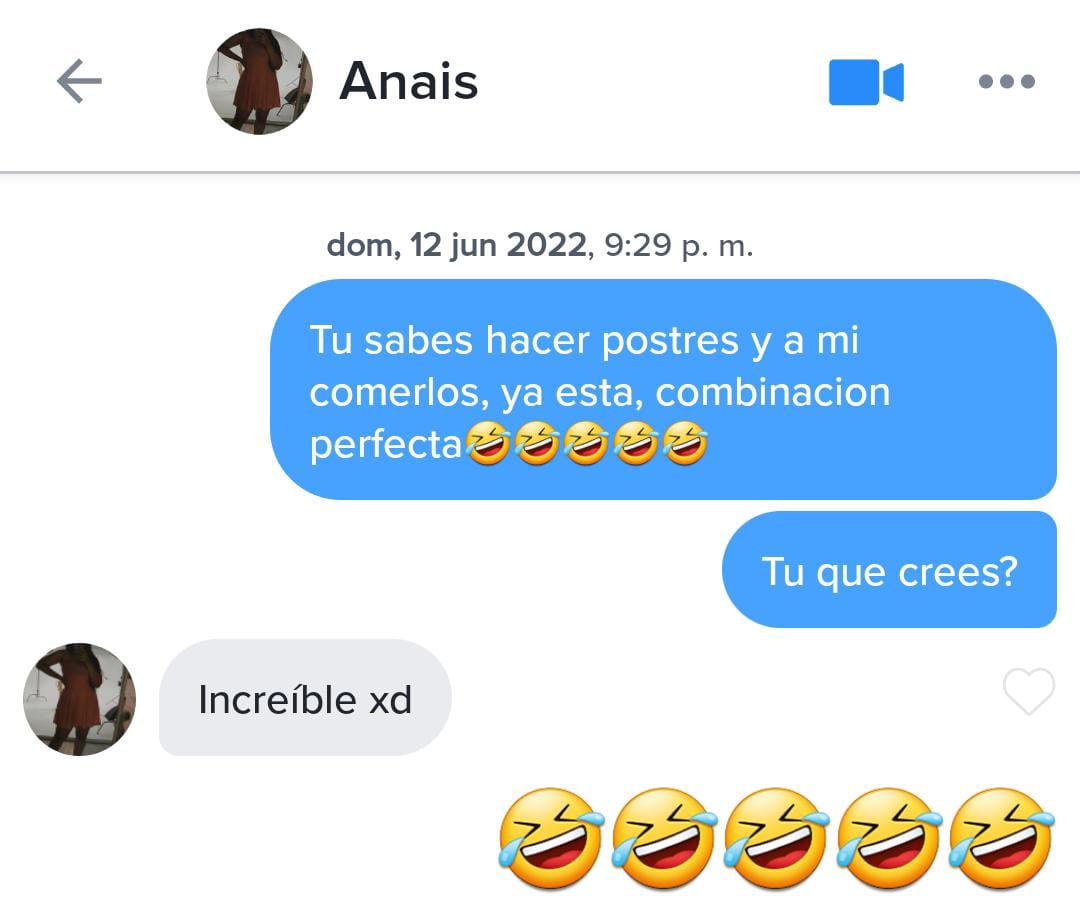 Anais
dom, 12 jun 2022, 9:29 p. m.
Tu sabes hacer postres y a mi
comerlos, ya esta, combinacion
perfecta🤣🤣🤣🤣🤣
Tu que crees?
Increíble xd
🤣🤣🤣🤣🤣